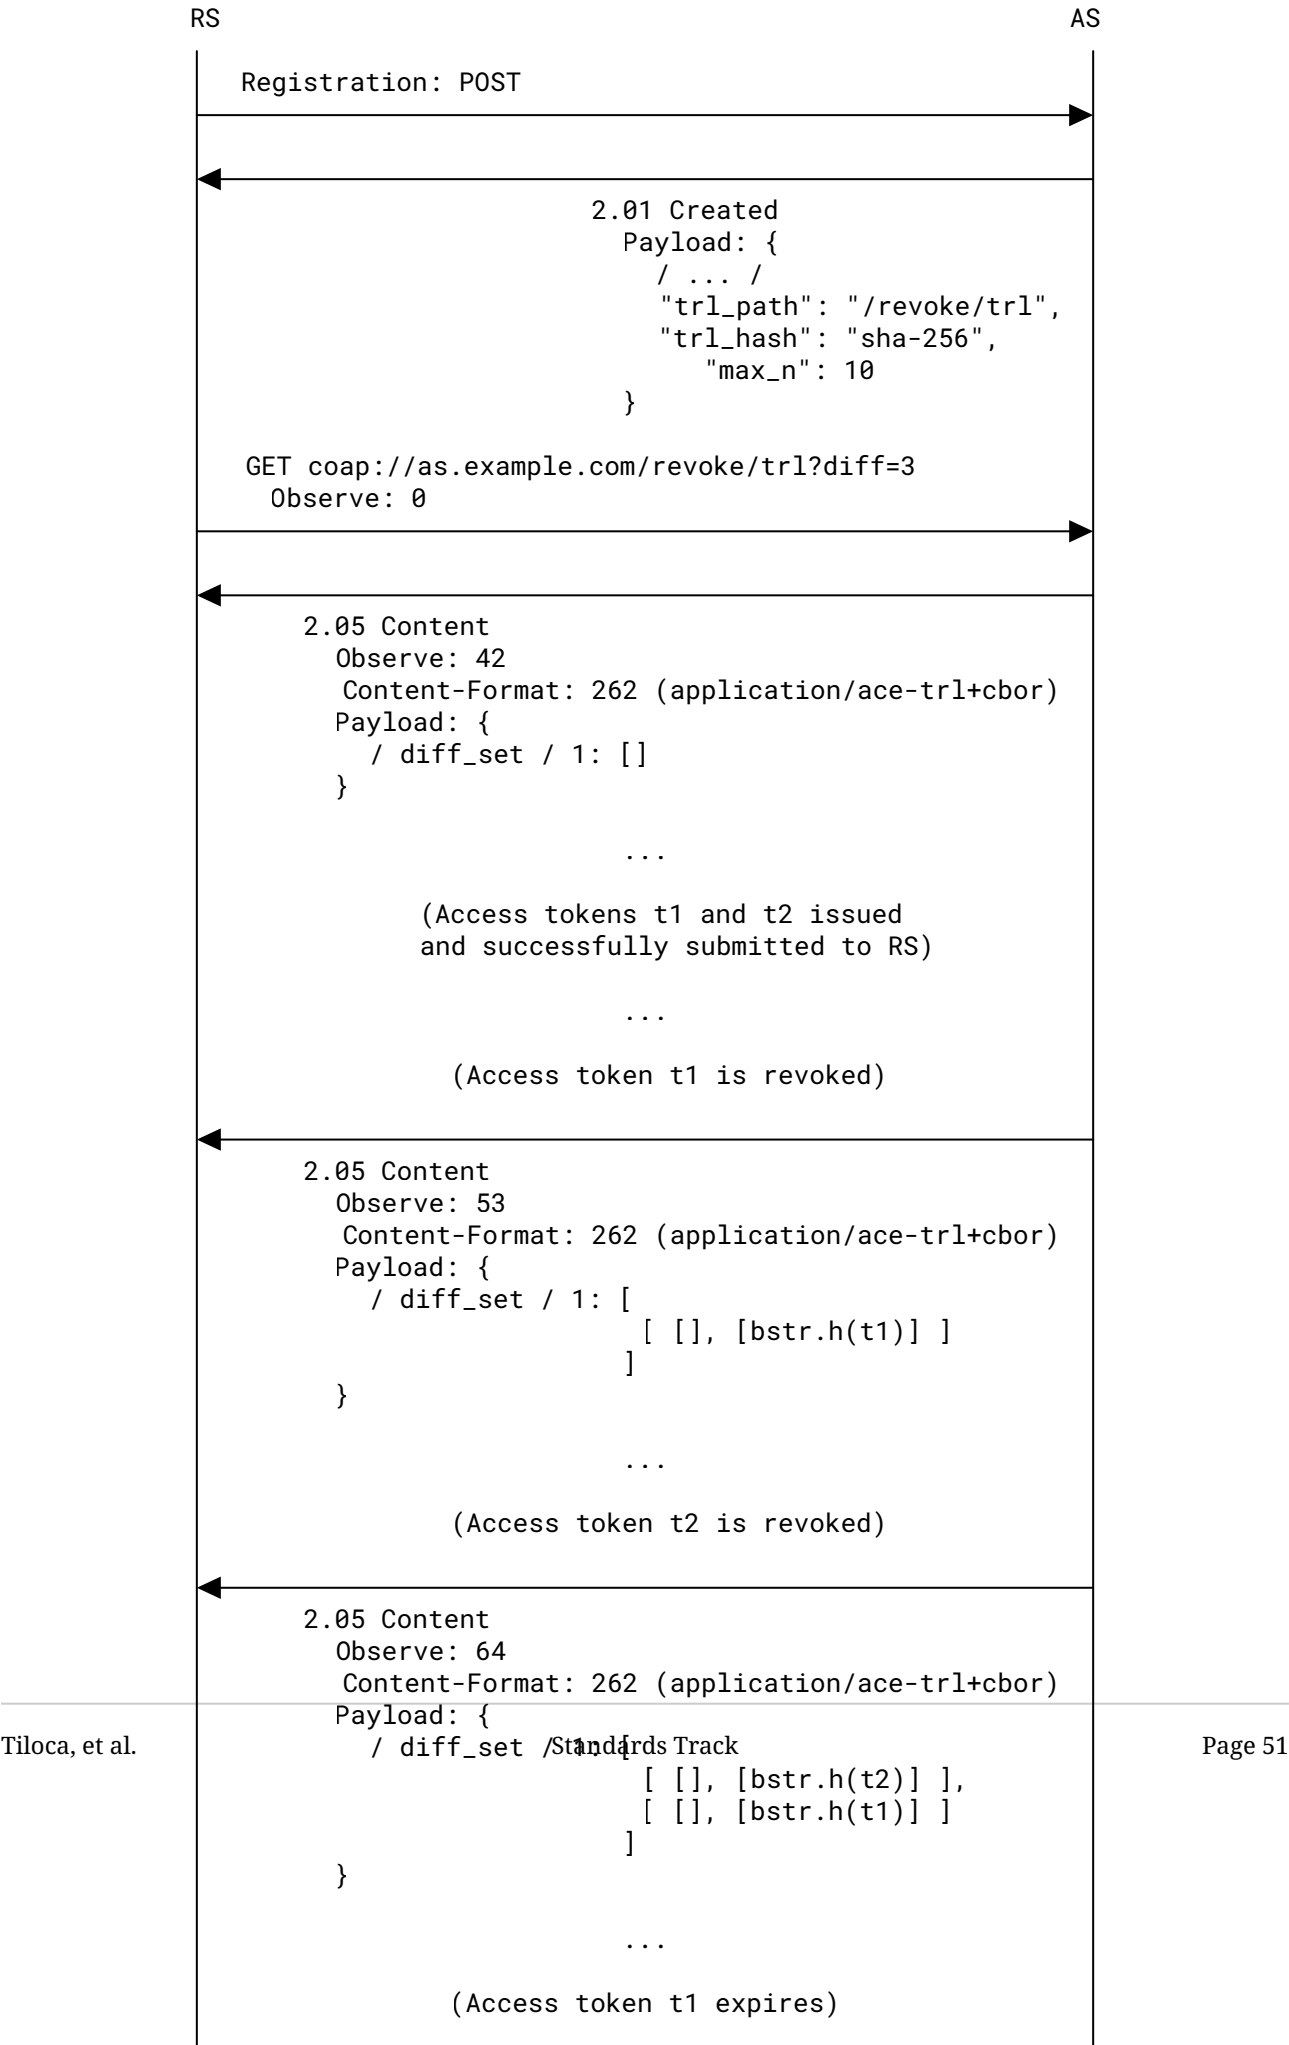 RS AS
Registration: POST
2.01 Created
Payload: {
/ ... /
"trl_path": "/revoke/trl",
"trl_hash": "sha-256",
"max_n": 10
}
GET coap://as.example.com/revoke/trl?diff=3
Observe: 0
2.05 Content
Observe: 42
Content-Format: 262 (application/ace-trl+cbor)
Payload: {
/ diff_set / 1: []
}
...
(Access tokens t1 and t2 issued
and successfully submitted to RS)
...
(Access token t1 is revoked)
2.05 Content
Observe: 53
Content-Format: 262 (application/ace-trl+cbor)
Payload: {
/ diff_set / 1: [
[ [], [bstr.h(t1)] ]
]
}
...
(Access token t2 is revoked)
2.05 Content
Observe: 64
Content-Format: 262 (application/ace-trl+cbor)
Payload: {
/ diff_set / 1: [
Tiloca, et al. Standards Track Page 51
[ [], [bstr.h(t2)] ],
[ [], [bstr.h(t1)] ]
]
}
...
(Access token t1 expires)